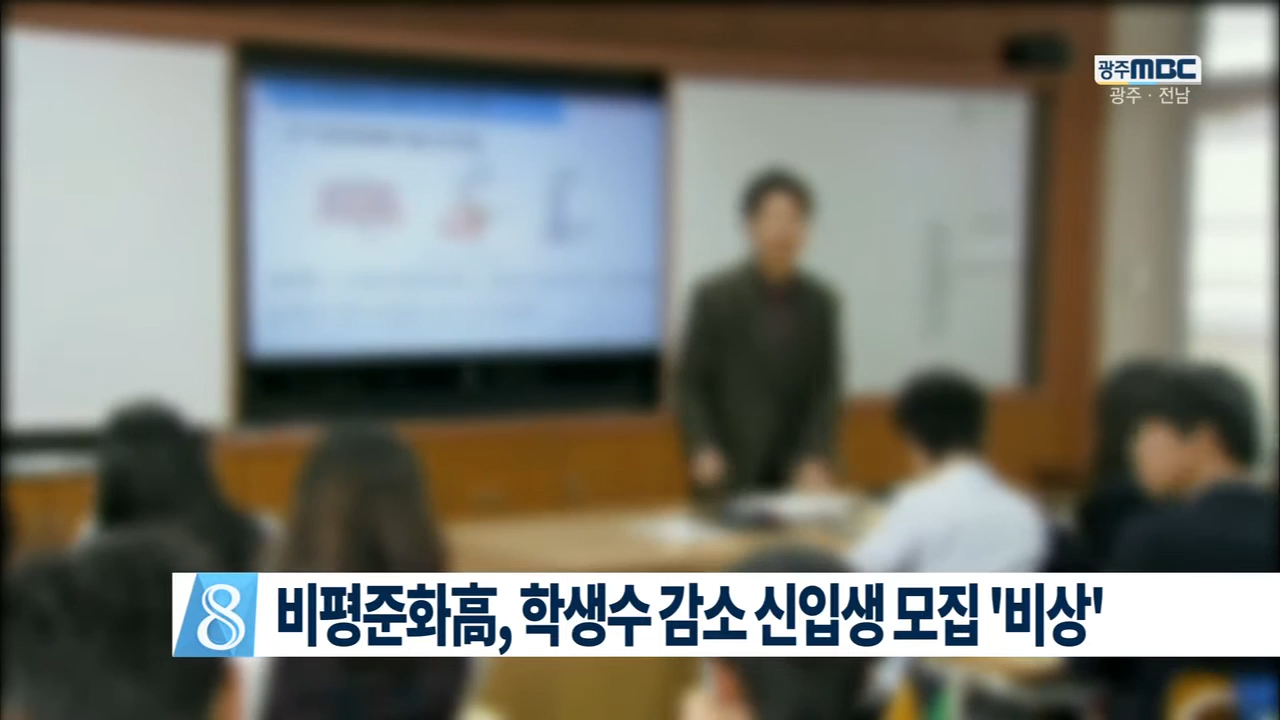 광주MBC
광주 · 전남
8 비평준화高, 학생수 감소 신입생 모집 '비상'